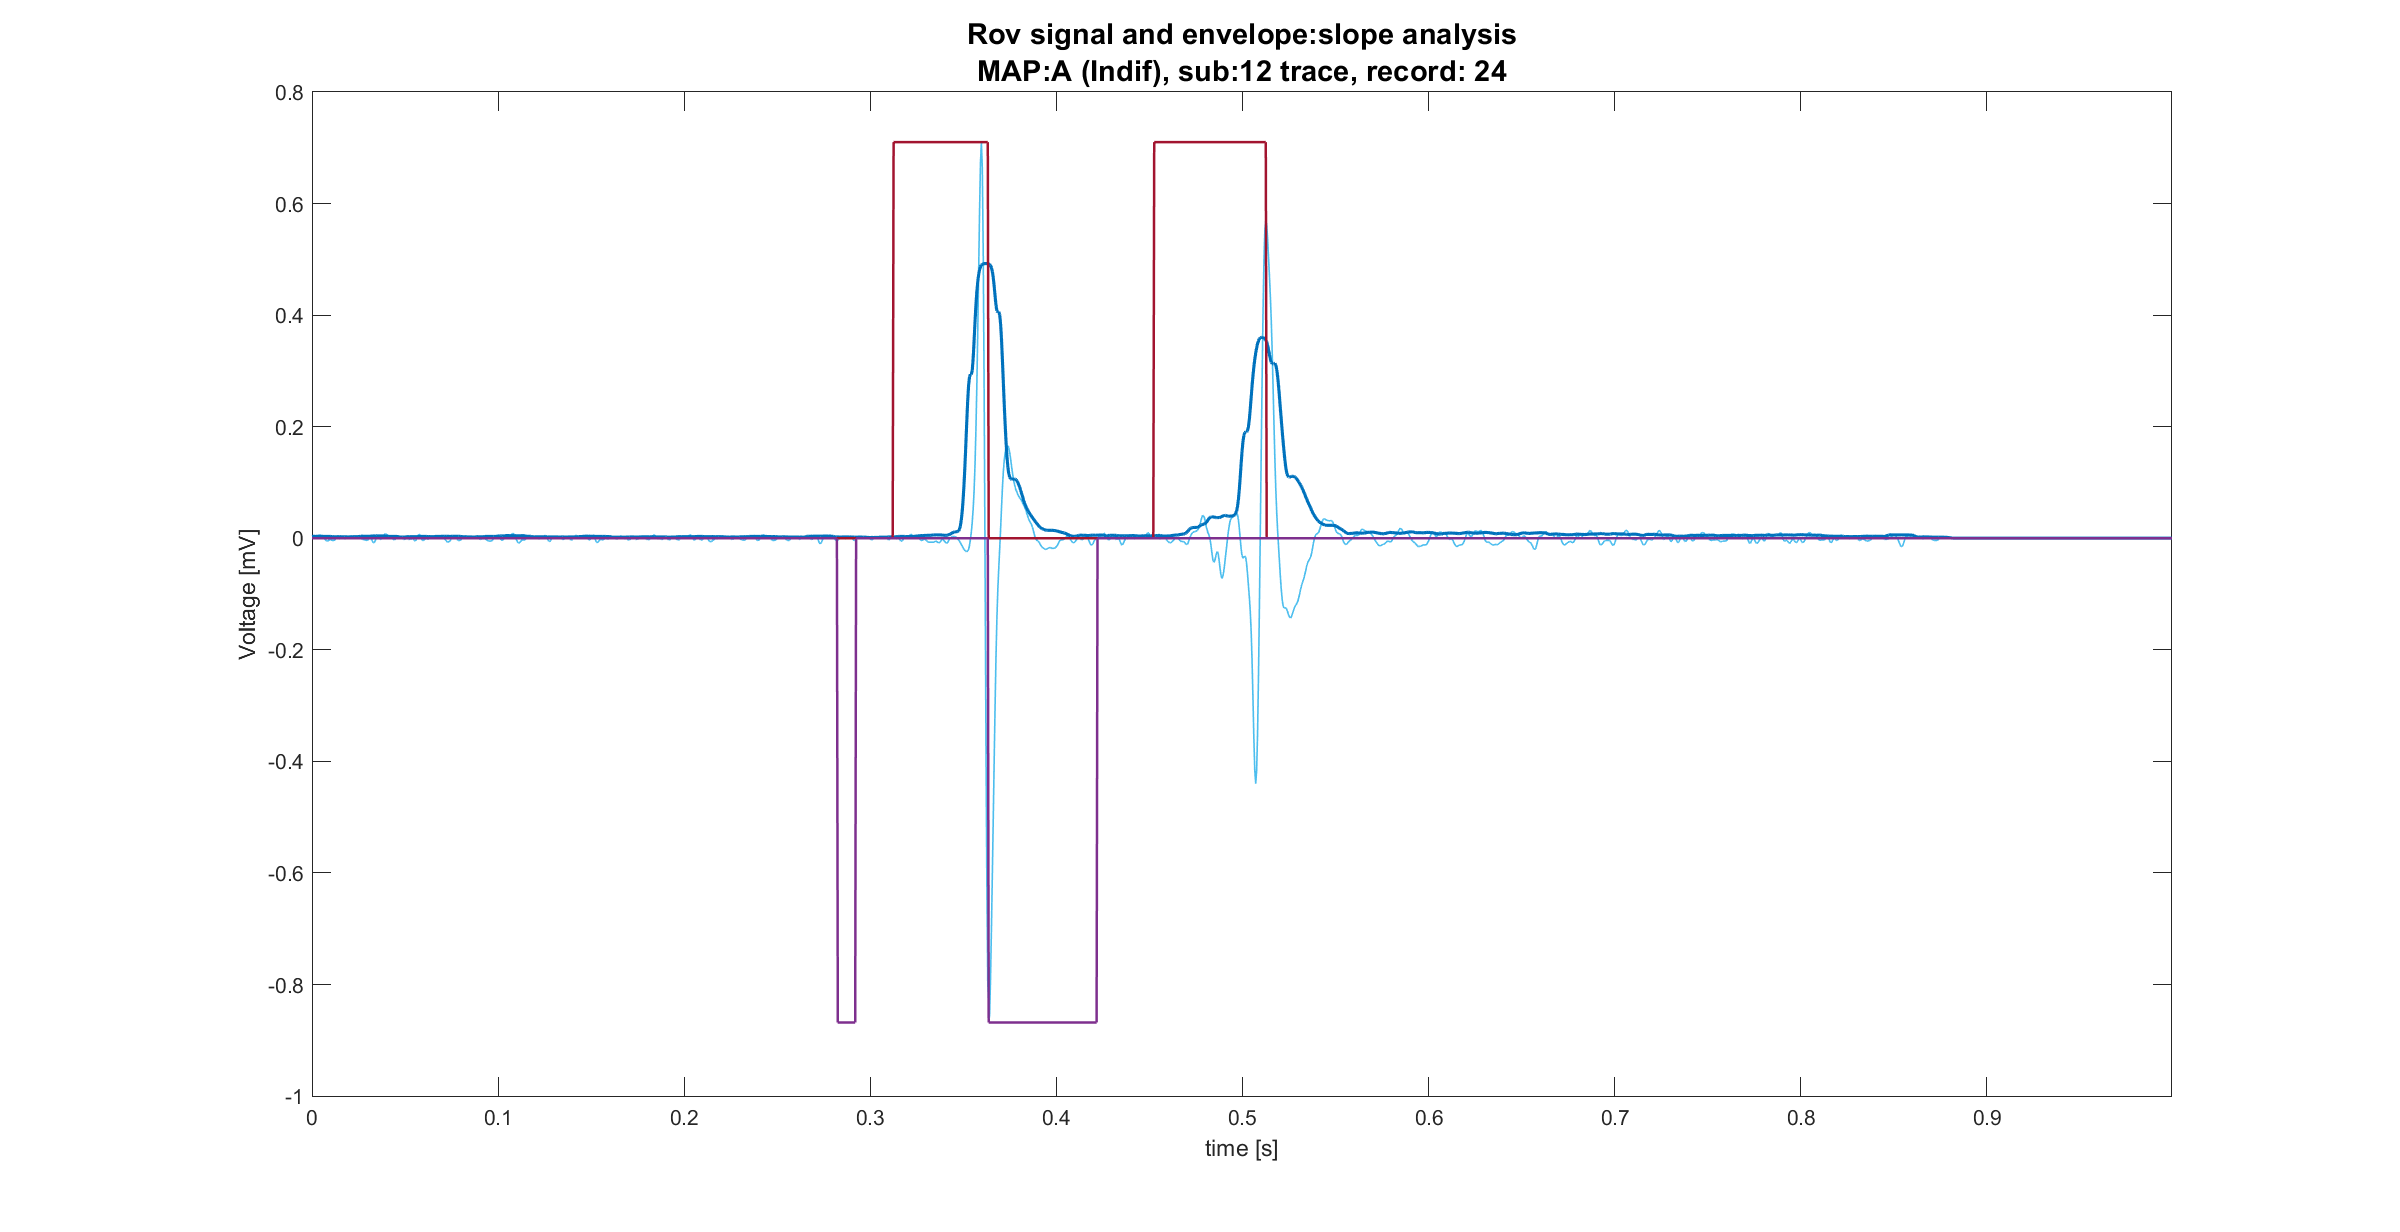 Rov signal and envelope:slope analysis
MAP:A (Indif), sub:12 trace, record: 24
0.8
0.6
0.4
0.2
0
-0.2
-0.4
-0.6
-0.8
-1
Voltage [mV]
0 0.1 0.2 0.3 0.4 0.5 0.6 0.7 0.8 0.9
time [s]